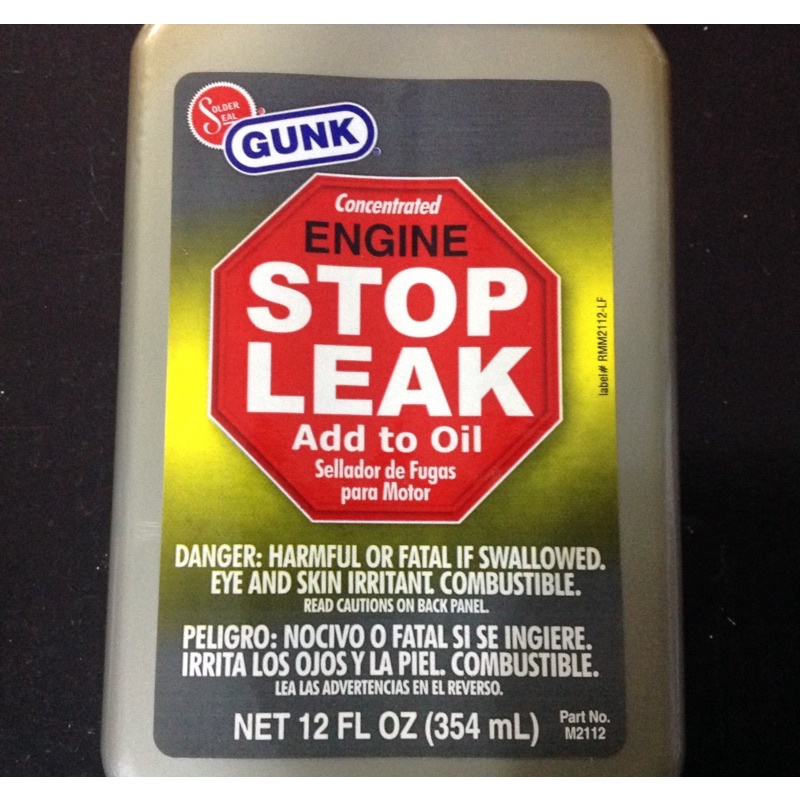 SOLDER
SEAL
GUNK
Concentrated
ENGINE
STOP
LEAK
Add to Oil
Sellador de Fugas
para Motor
label# RMM2112-LF
DANGER: HARMFUL OR FATAL IF SWALLOWED.
EYE AND SKIN IRRITANT. COMBUSTIBLE.
READ CAUTIONS ON BACK PANEL.
PELIGRO: NOCIVO O FATAL SI SE INGIERE.
IRRITA LOS OJOS Y LA PIEL. COMBUSTIBLE.
LEA LAS ADVERTENCIAS EN EL REVERSO.
NET 12 FL OZ (354 mL)
Part No.
M2112